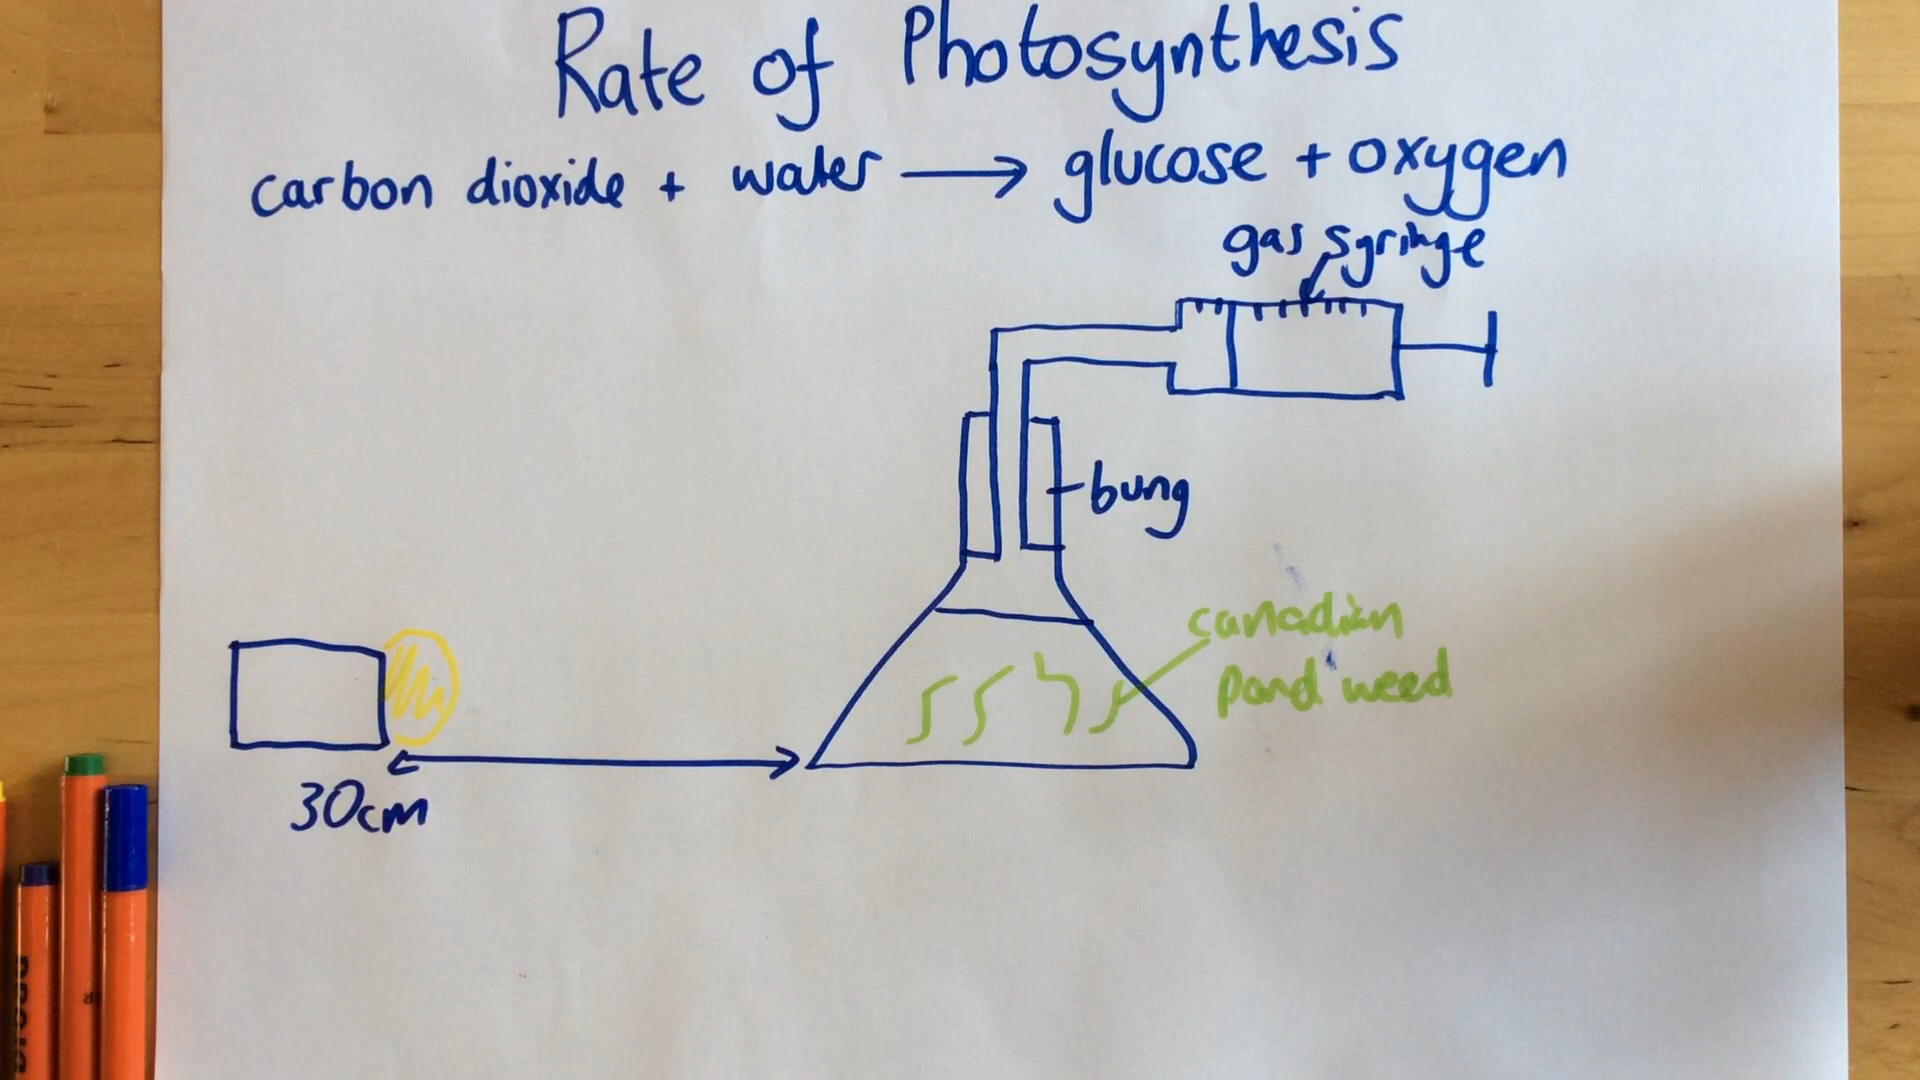 Rate of Photosynthesis
carbon dioxide + water → glucose + oxygen
gas syringe
bung
canadian
pond weed
30cm